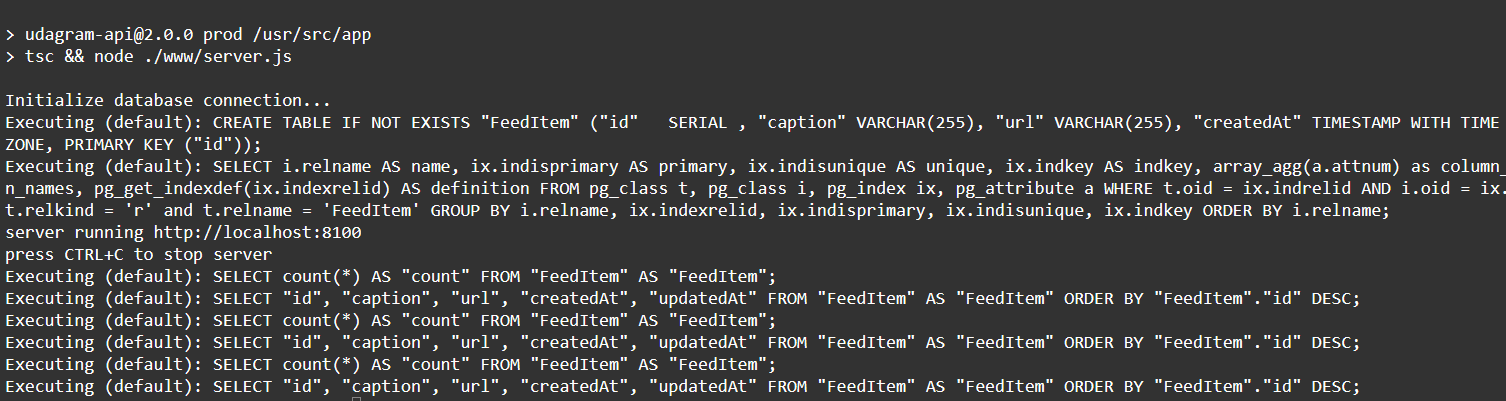 > udagram-api@2.0.0 prod /usr/src/app
> tsc && node ./www/server.js
Initialize database connection...
Executing (default): CREATE TABLE IF NOT EXISTS "FeedItem" ("id"   SERIAL , "caption" VARCHAR(255), "url" VARCHAR(255), "createdAt" TIMESTAMP WITH TIME
ZONE, PRIMARY KEY ("id"));
Executing (default): SELECT i.relname AS name, ix.indisprimary AS primary, ix.indisunique AS unique, ix.indkey AS indkey, array_agg(a.attnum) as column_
n_names, pg_get_indexdef(ix.indexrelid) AS definition FROM pg_class t, pg_class i, pg_index ix, pg_attribute a WHERE t.oid = ix.indrelid AND i.oid = ix.
t.relkind = 'r' and t.relname = 'FeedItem' GROUP BY i.relname, ix.indexrelid, ix.indisprimary, ix.indisunique, ix.indkey ORDER BY i.relname;
server running http://localhost:8100
press CTRL+C to stop server
Executing (default): SELECT count(*) AS "count" FROM "FeedItem" AS "FeedItem";
Executing (default): SELECT "id", "caption", "url", "createdAt", "updatedAt" FROM "FeedItem" AS "FeedItem" ORDER BY "FeedItem"."id" DESC;
Executing (default): SELECT count(*) AS "count" FROM "FeedItem" AS "FeedItem";
Executing (default): SELECT "id", "caption", "url", "createdAt", "updatedAt" FROM "FeedItem" AS "FeedItem" ORDER BY "FeedItem"."id" DESC;
Executing (default): SELECT count(*) AS "count" FROM "FeedItem" AS "FeedItem";
Executing (default): SELECT "id", "caption", "url", "createdAt", "updatedAt" FROM "FeedItem" AS "FeedItem" ORDER BY "FeedItem"."id" DESC;